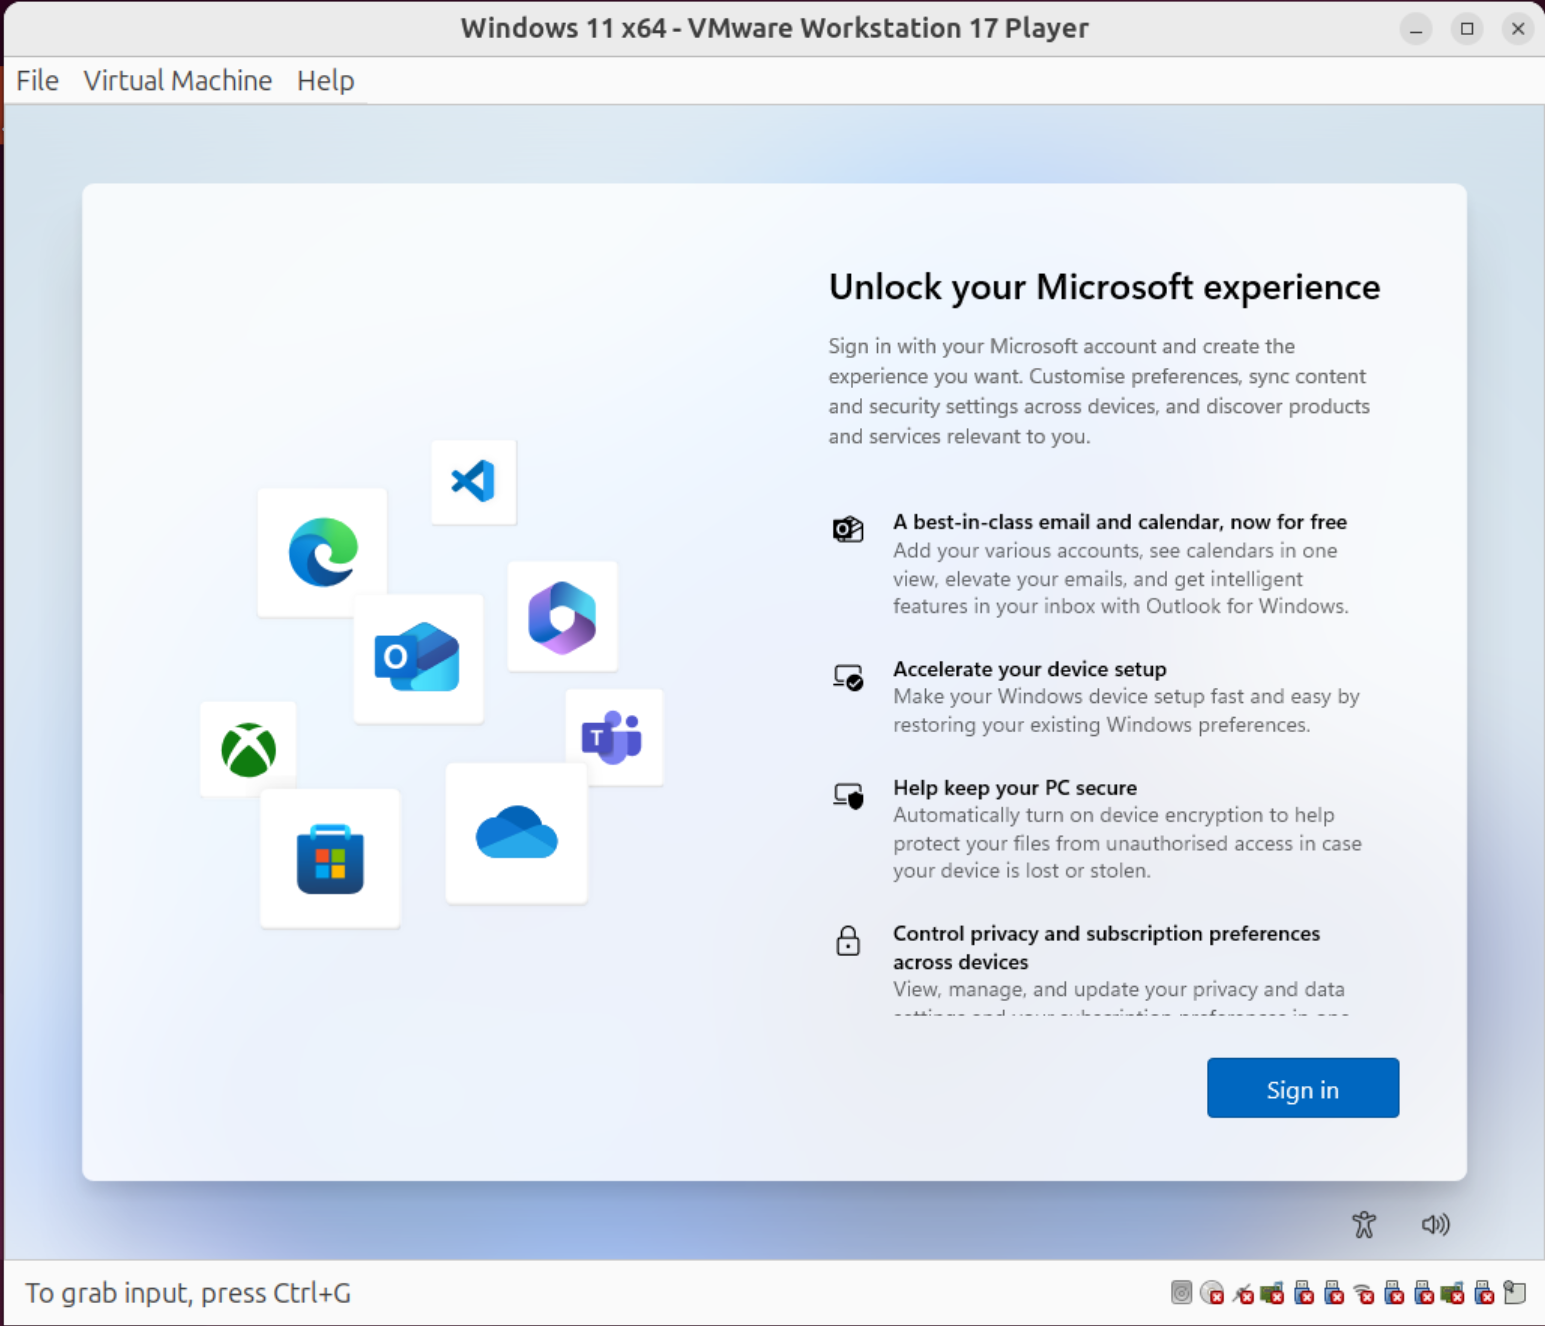 Windows 11 x64 - VMware Workstation 17 Player
File Virtual Machine Help
Unlock your Microsoft experience
Sign in with your Microsoft account and create the
experience you want. Customise preferences, sync content
and security settings across devices, and discover products
and services relevant to you.
A best-in-class email and calendar, now for free
Add your various accounts, see calendars in one
view, elevate your emails, and get intelligent
features in your inbox with Outlook for Windows.
Accelerate your device setup
Make your Windows device setup fast and easy by
restoring your existing Windows preferences.
Help keep your PC secure
Automatically turn on device encryption to help
protect your files from unauthorised access in case
your device is lost or stolen.
Control privacy and subscription preferences
across devices
View, manage, and update your privacy and data
settings and your subscription preferences in one
Sign in
To grab input, press Ctrl+G